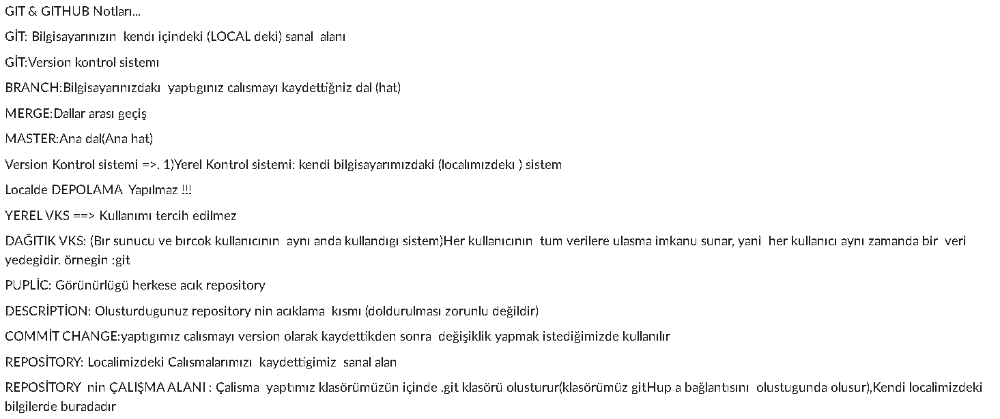 GIT & GITHUB Notları...
GİT: Bilgisayarınızın  kendı içindeki (LOCAL deki) sanal  alanı
GİT:Version kontrol sistemı
BRANCH:Bilgisayarınızdakı  yaptıgınız calısmayı kaydettiğniz dal (hat)
MERGE:Dallar arası geçiş
MASTER:Ana dal(Ana hat)
Version Kontrol sistemi =>. 1)Yerel Kontrol sistemi: kendi bilgisayarımızdaki (localımızdekı ) sistem
Localde DEPOLAMA  Yapılmaz !!!
YEREL VKS ==> Kullanımı tercih edilmez
DAĞITIK VKS: (Bır sunucu ve bırcok kullanıcının  aynı anda kullandıgı sistem)Her kullanıcının  tum verilere ulasma imkanu sunar, yani  her kullanıcı aynı zamanda bir  veri
yedegidir. örnegin :git
PUPLİC: Görünürlügü herkese acık repository
DESCRİPTİON: Olusturdugunuz repository nin acıklama  kısmı (doldurulması zorunlu değildir)
COMMİT CHANGE:yaptıgımız calısmayı version olarak kaydettikden sonra  değişiklik yapmak istediğimizde kullanılır
REPOSİTORY: Localimizdeki Calısmalarımızı  kaydettigimiz  sanal alan
REPOSİTORY  nin ÇALIŞMA ALANI : Çalisma  yaptımız klasörümüzün içinde .git klasörü olusturur(klasörümüz gitHup a bağlantısını  olustugunda olusur),Kendi localimizdeki
bilgilerde buradadır